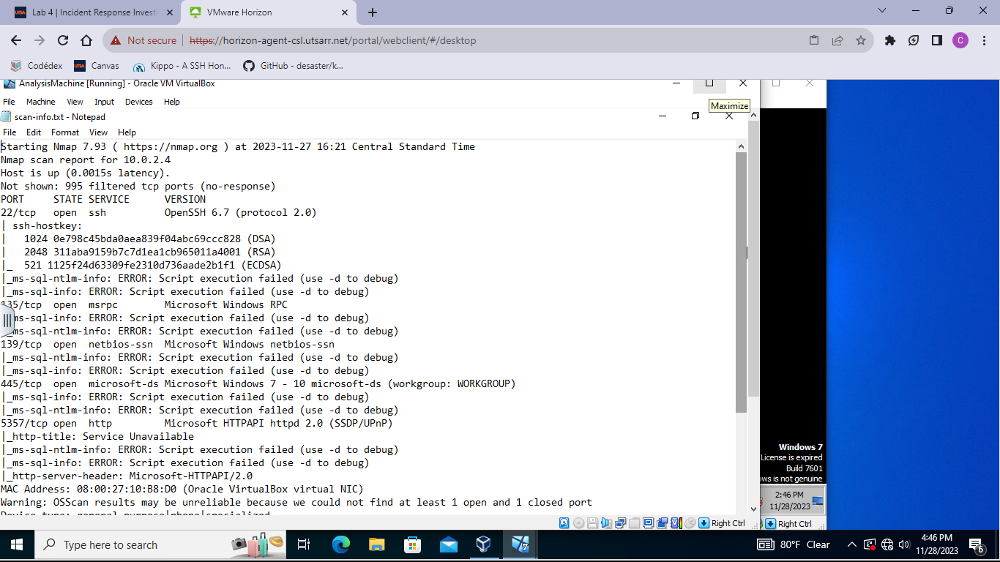 Lab 4 | Incident Response Invest
VMware Horizon
Not secure https://horizon-agent-csl.utsarr.net/portal/webclient/#/desktop
C
Codédex
UTSA
Canvas
Kippo - A SSH Hon...
GitHub - desaster/k...
AnalysisMachine [Running] - Oracle VM VirtualBox
File Machine View Input Devices Help
Maximize
scan-info.txt - Notepad
File Edit Format View Help
Starting Nmap 7.93 ( https://nmap.org ) at 2023-11-27 16:21 Central Standard Time
Nmap scan report for 10.0.2.4
Host is up (0.0015s latency).
Not shown: 995 filtered tcp ports (no-response)
PORT STATE SERVICE VERSION
22/tcp open ssh OpenSSH 6.7 (protocol 2.0)
| ssh-hostkey:
| 1024 0e798c45bda0aea839f04abc69ccc828 (DSA)
| 2048 311aba9159b7c7d1ea1cb965011a4001 (RSA)
|_ 521 1125f24d63309fe2310d736aade2b1f1 (ECDSA)
|_ms-sql-ntlm-info: ERROR: Script execution failed (use -d to debug)
|_ms-sql-info: ERROR: Script execution failed (use -d to debug)
135/tcp open msrpc Microsoft Windows RPC
ms-sql-info: ERROR: Script execution failed (use -d to debug)
ms-sql-ntlm-info: ERROR: Script execution failed (use -d to debug)
139/tcp open netbios-ssn Microsoft Windows netbios-ssn
|_ms-sql-ntlm-info: ERROR: Script execution failed (use -d to debug)
|_ms-sql-info: ERROR: Script execution failed (use -d to debug)
445/tcp open microsoft-ds Microsoft Windows 7 - 10 microsoft-ds (workgroup: WORKGROUP)
|_ms-sql-info: ERROR: Script execution failed (use -d to debug)
|_ms-sql-ntlm-info: ERROR: Script execution failed (use -d to debug)
5357/tcp open http Microsoft HTTPAPI httpd 2.0 (SSDP/UPnP)
|_http-title: Service Unavailable
|_ms-sql-ntlm-info: ERROR: Script execution failed (use -d to debug)
|_ms-sql-info: ERROR: Script execution failed (use -d to debug)
|_http-server-header: Microsoft-HTTPAPI/2.0
MAC Address: 08:00:27:10:B8:D0 (Oracle VirtualBox virtual NIC)
Warning: OSScan results may be unreliable because we could not find at least 1 open and 1 closed port
Device type: general purpose|phone|specialized
Windows 7
License is expired
Build 7601
ows is not genuine
2:46 PM
11/28/2023
Right Ctrl
Right Ctrl
Type here to search
80°F Clear
4:46 PM
11/28/2023
6